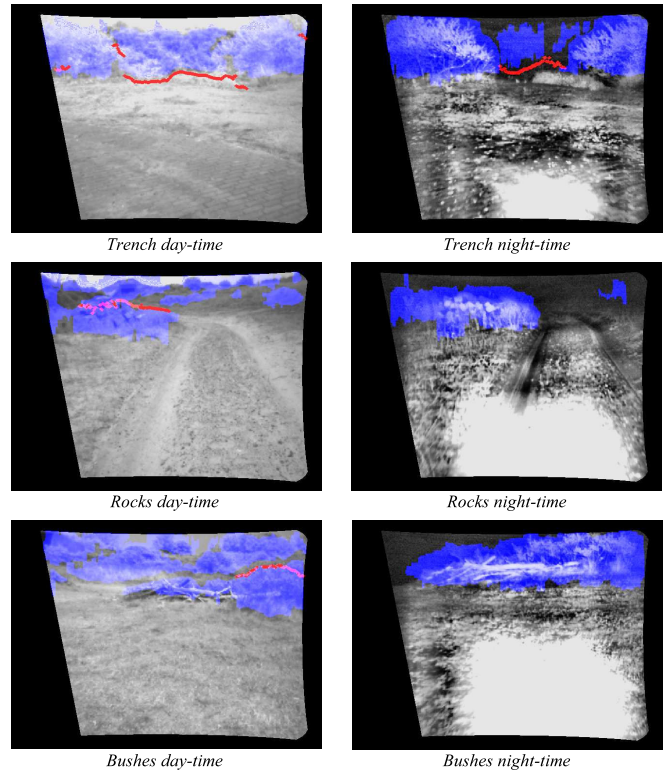 Trench day-time
Trench night-time
Rocks day-time
Rocks night-time
Bushes day-time
Bushes night-time